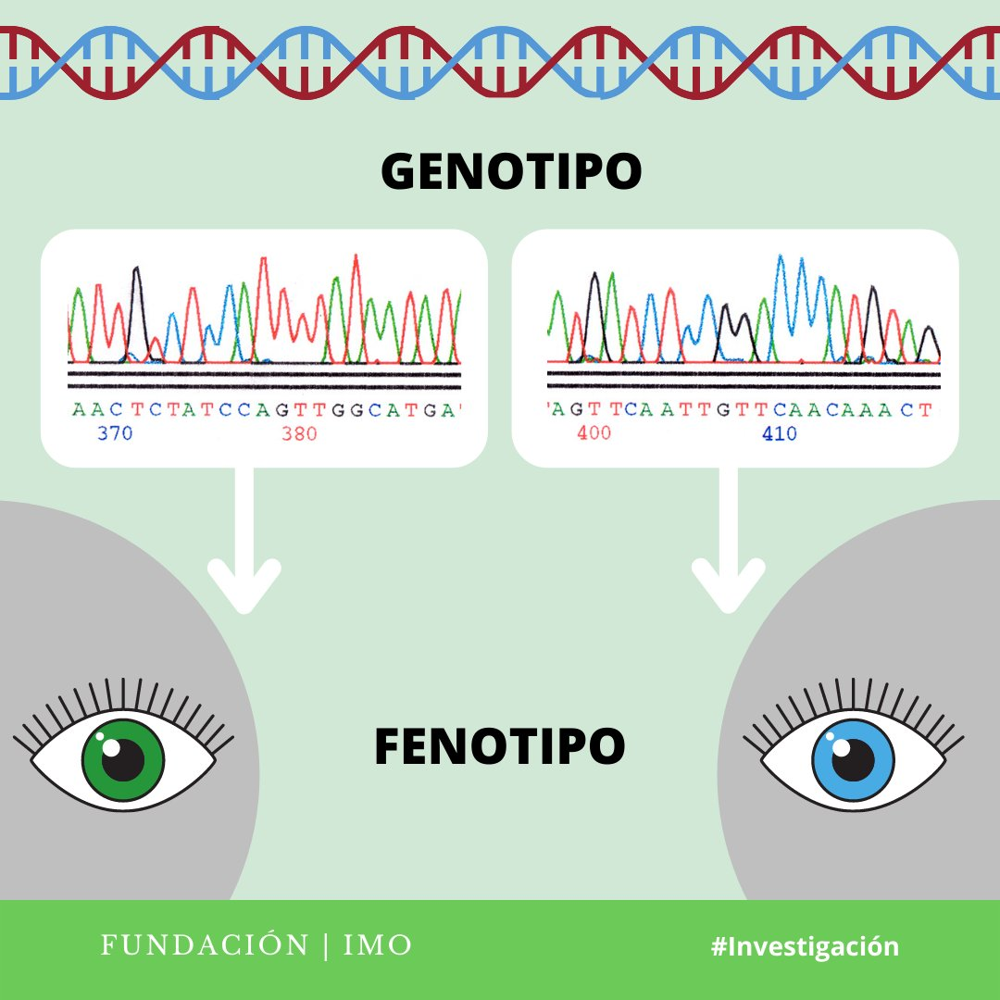 GENOTIPO
AACTCTATCCAGTTGGCATGA
370 380
AGTTCAATTGTTCAACAAACT
400 410
FENOTIPO
FUNDACIÓN | IMO
#Investigación